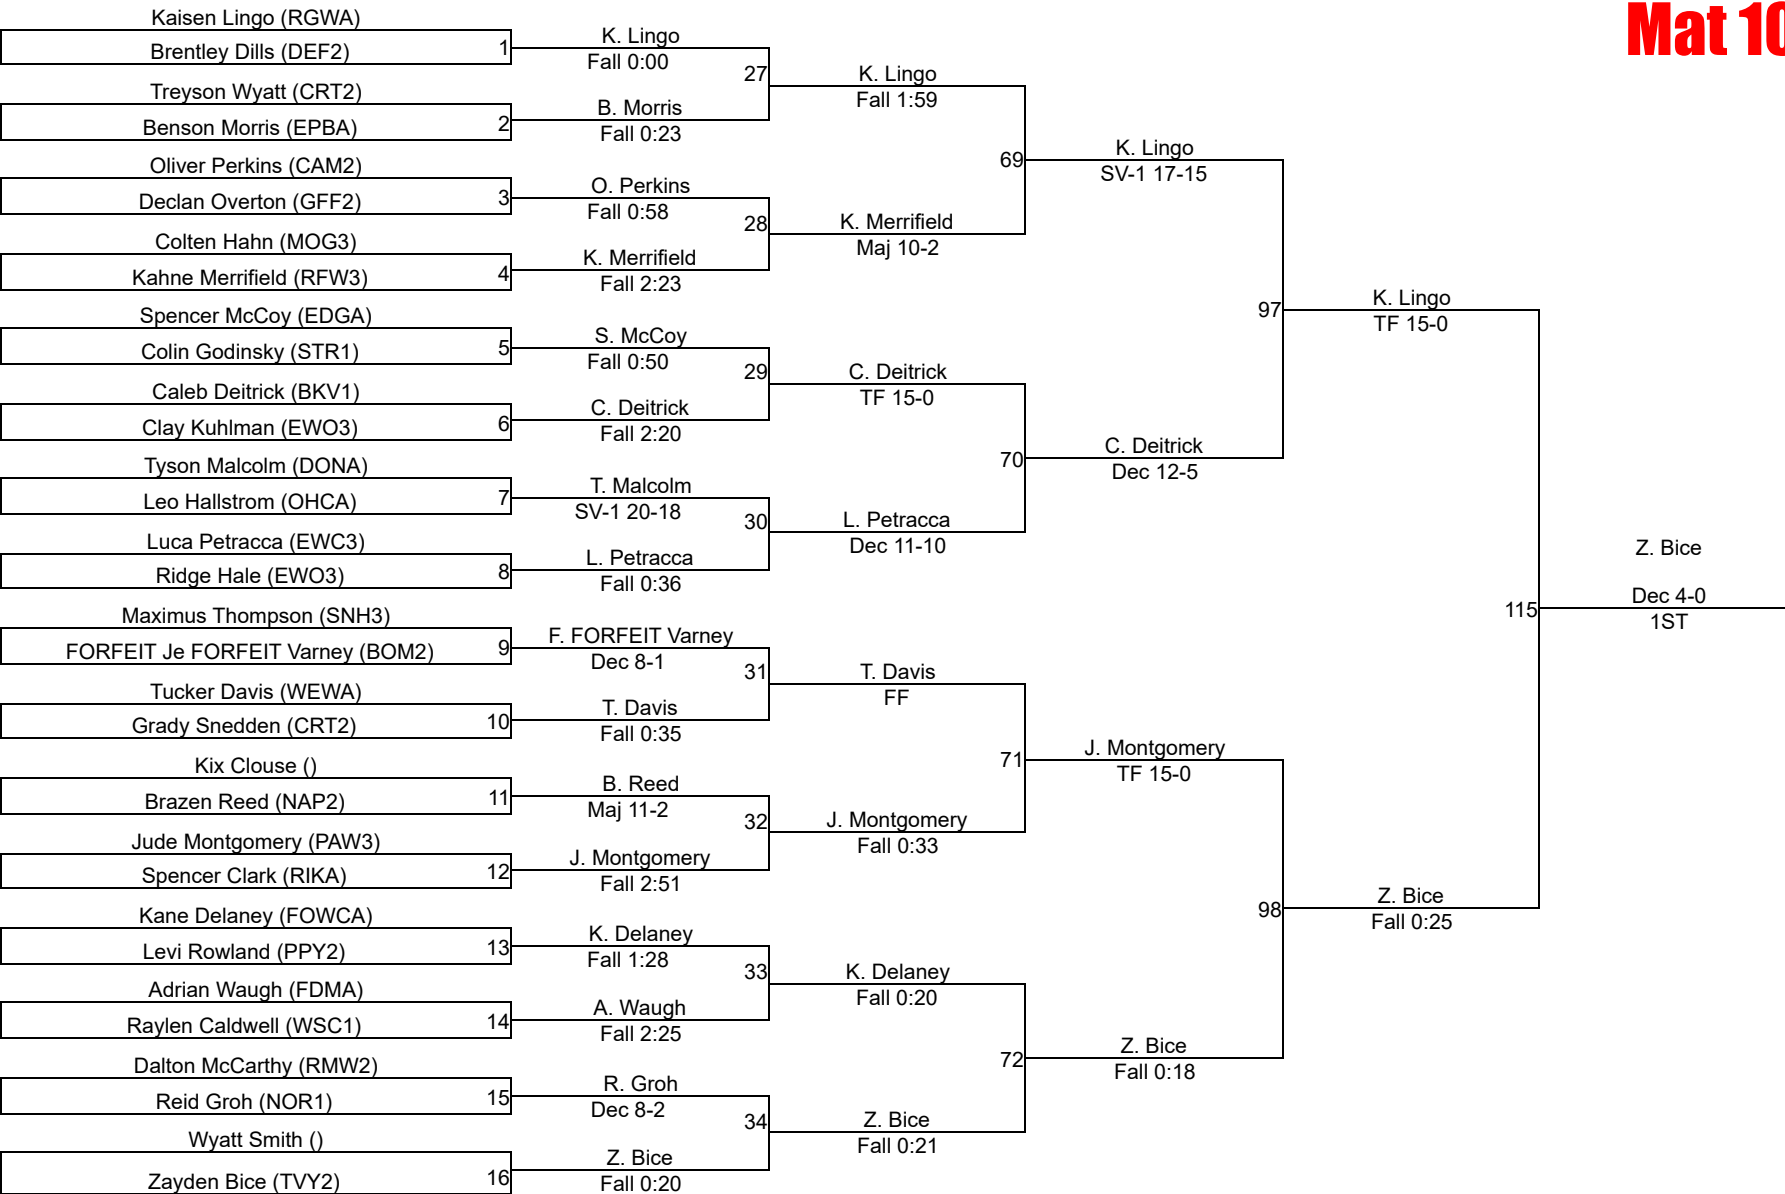 Mat 10
Kaisen Lingo (RGWA)
Brentley Dills (DEF2)
1
Treyson Wyatt (CRT2)
Benson Morris (EPBA)
2
Oliver Perkins (CAM2)
Declan Overton (GFF2)
3
Colten Hahn (MOG3)
Kahne Merrifield (RFW3)
4
Spencer McCoy (EDGA)
Colin Godinsky (STR1)
5
Caleb Deitrick (BKV1)
Clay Kuhlman (EWO3)
6
Tyson Malcolm (DONA)
Leo Hallstrom (OHCA)
7
Luca Petracca (EWC3)
Ridge Hale (EWO3)
8
Maximus Thompson (SNH3)
FORFEIT Je FORFEIT Varney (BOM2)
9
Tucker Davis (WEWA)
Grady Snedden (CRT2)
10
Kix Clouse ()
Brazen Reed (NAP2)
11
Jude Montgomery (PAW3)
Spencer Clark (RIKA)
12
Kane Delaney (FOWCA)
Levi Rowland (PPY2)
13
Adrian Waugh (FDMA)
Raylen Caldwell (WSC1)
14
Dalton McCarthy (RMW2)
Reid Groh (NOR1)
15
Wyatt Smith ()
Zayden Bice (TVY2)
16
K. Lingo
Fall 0:00
27
B. Morris
Fall 0:23
O. Perkins
Fall 0:58
28
K. Merrifield
Fall 2:23
S. McCoy
Fall 0:50
29
C. Deitrick
Fall 2:20
T. Malcolm
SV-1 20-18
30
L. Petracca
Fall 0:36
F. FORFEIT Varney
Dec 8-1
31
T. Davis
Fall 0:35
B. Reed
Maj 11-2
32
J. Montgomery
Fall 2:51
K. Delaney
Fall 1:28
33
A. Waugh
Fall 2:25
R. Groh
Dec 8-2
34
Z. Bice
Fall 0:20
K. Lingo
Fall 1:59
69
K. Merrifield
Maj 10-2
C. Deitrick
TF 15-0
70
L. Petracca
Dec 11-10
T. Davis
FF
71
J. Montgomery
Fall 0:33
K. Delaney
Fall 0:20
72
Z. Bice
Fall 0:21
K. Lingo
SV-1 17-15
97
C. Deitrick
Dec 12-5
J. Montgomery
TF 15-0
98
Z. Bice
Fall 0:18
K. Lingo
TF 15-0
115
Z. Bice
Fall 0:25
Z. Bice
Dec 4-0
1ST